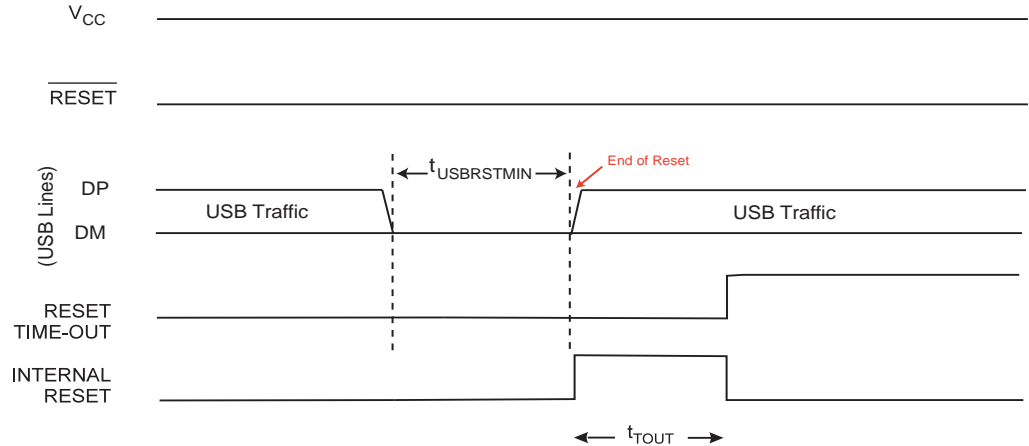 VCC
RESET
(USB Lines)
DP
DM
USB Traffic
tUSBRSTMIN
End of Reset
USB Traffic
RESET
TIME-OUT
INTERNAL
RESET
tTOUT